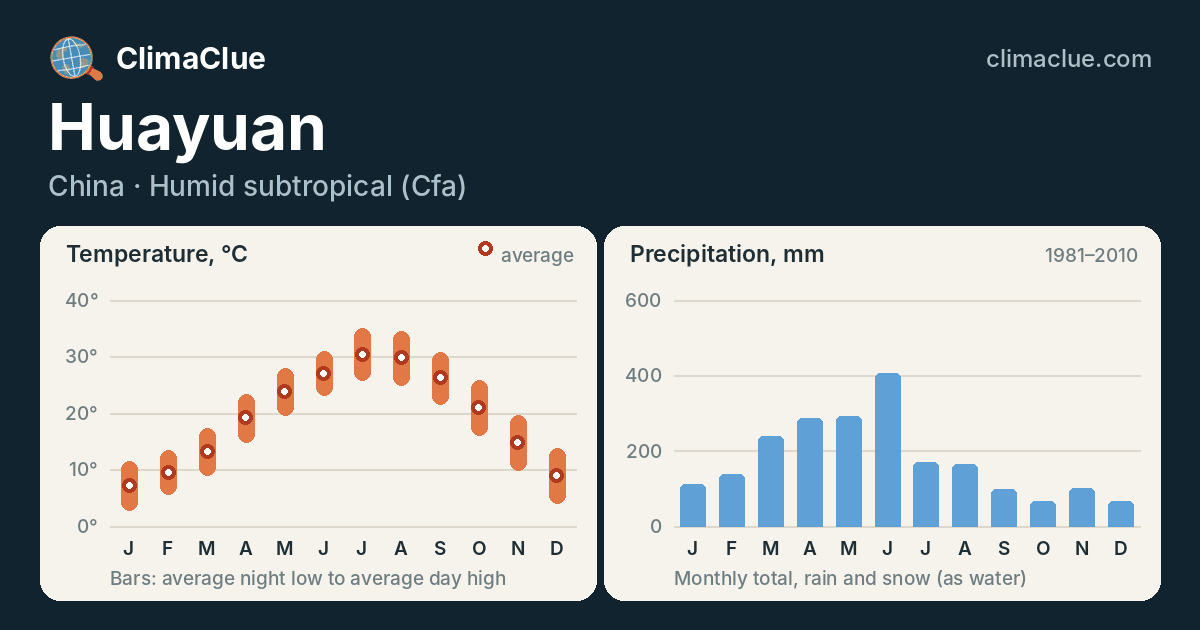 ClimaClue
climaclue.com
Huayuan
China · Humid subtropical (Cfa)
Temperature, °C
average
40°
30°
20°
10°
0°
J F M A M J J A S O N D
Bars: average night low to average day high
Precipitation, mm
1981–2010
600
400
200
0
J F M A M J J A S O N D
Monthly total, rain and snow (as water)